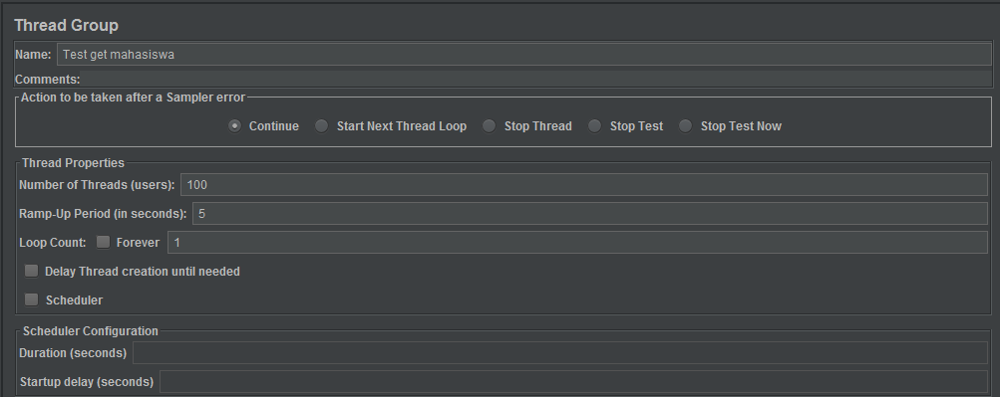 Thread Group
Name: Test get mahasiswa
Comments:
Action to be taken after a Sampler error
Continue Start Next Thread Loop Stop Thread Stop Test Stop Test Now
Thread Properties
Number of Threads (users): 100
Ramp-Up Period (in seconds): 5
Loop Count: Forever 1
Delay Thread creation until needed
Scheduler
Scheduler Configuration
Duration (seconds)
Startup delay (seconds)